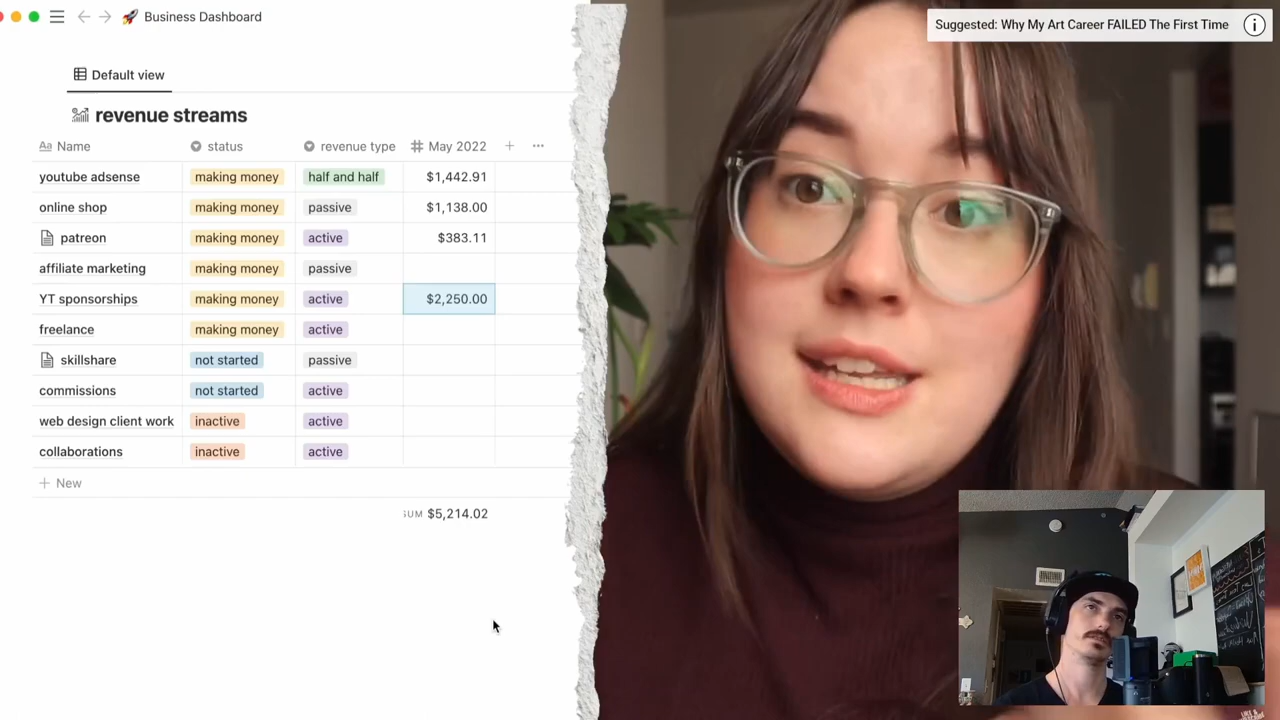 Business Dashboard
Suggested: Why My Art Career FAILED The First Time
Default view
revenue streams
Aa Name status revenue type # May 2022
youtube adsense making money half and half $1,442.91
online shop making money passive $1,138.00
patreon making money active $383.11
affiliate marketing making money passive
YT sponsorships making money active $2,250.00
freelance making money active
skillshare not started passive
commissions not started active
web design client work inactive active
collaborations inactive active
+ New
UM $5,214.02